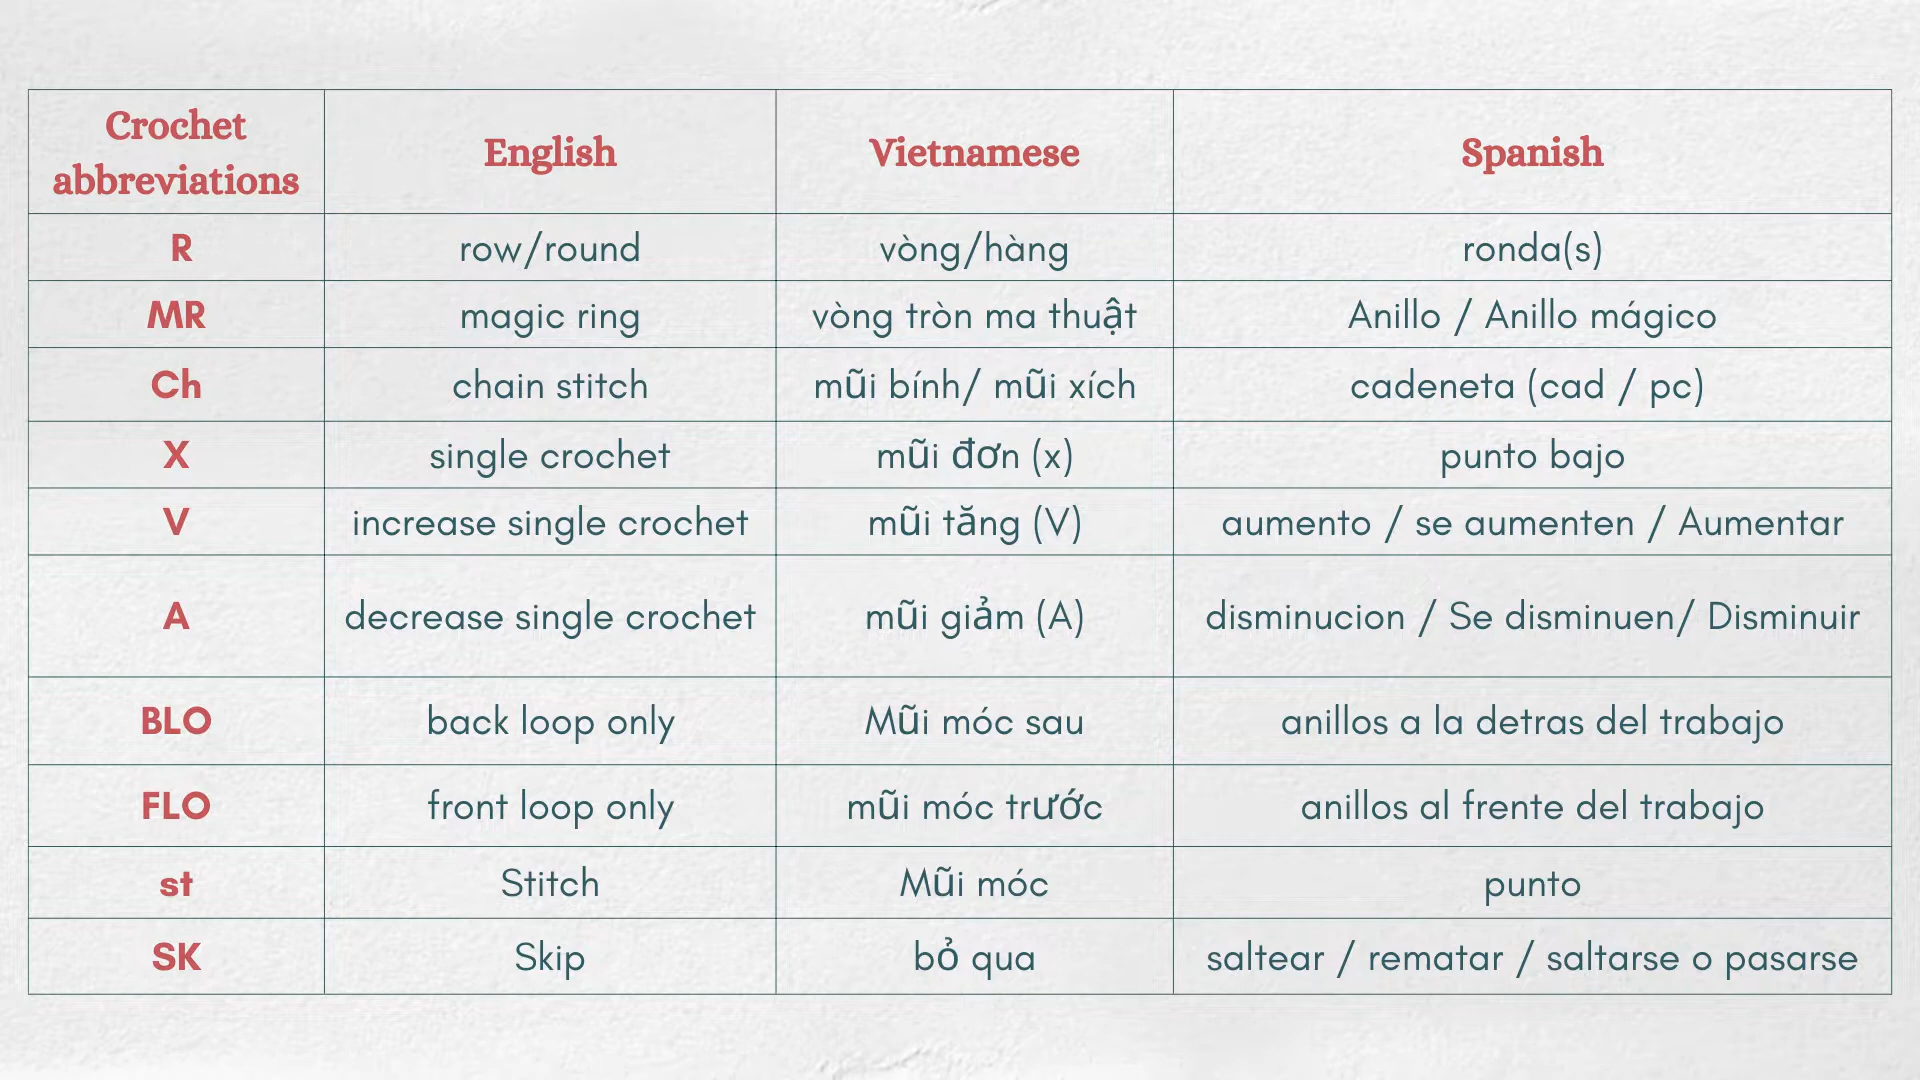 Crochet
abbreviations
English
Vietnamese
Spanish
R
row/round
vòng/hàng
ronda(s)
MR
magic ring
vòng tròn ma thuật
Anillo / Anillo mágico
Ch
chain stitch
mũi bính/ mũi xích
cadeneta (cad / pc)
X
single crochet
mũi đơn (x)
punto bajo
V
increase single crochet
mũi tăng (V)
aumento / se aumenten / Aumentar
A
decrease single crochet
mũi giảm (A)
disminucion / Se disminuen/ Disminuir
BLO
back loop only
Mũi móc sau
anillos a la detras del trabajo
FLO
front loop only
mũi móc trước
anillos al frente del trabajo
st
Stitch
Mũi móc
punto
SK
Skip
bỏ qua
saltear / rematar / saltarse o pasarse